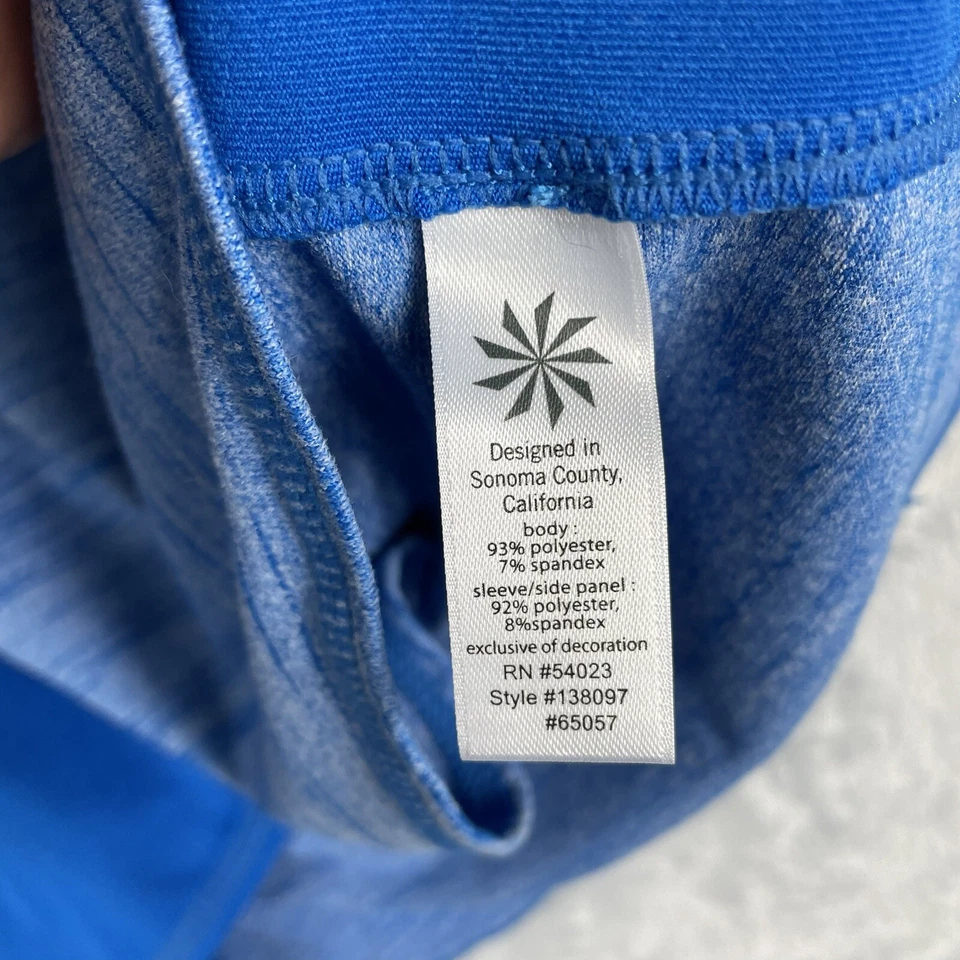 Designed in
Sonoma County,
California
body :
93% polyester,
7% spandex
sleeve/side panel :
92% polyester,
8%spandex
exclusive of decoration
RN #54023
Style #138097
#65057